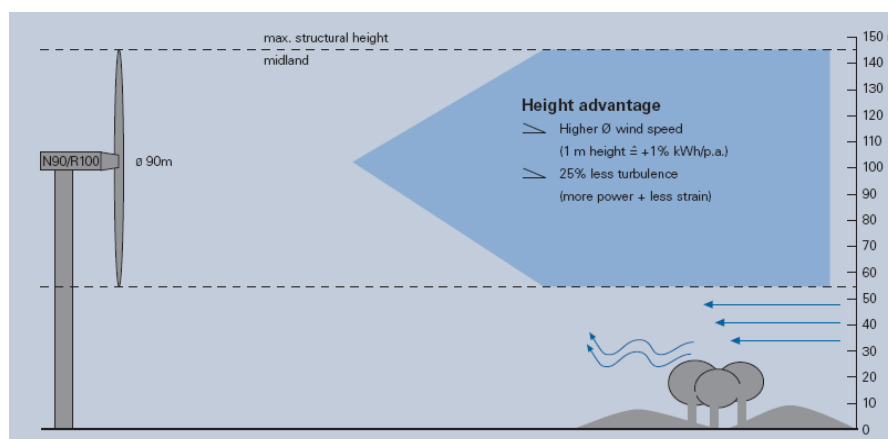 max. structural height
midland
Height advantage
Higher Ø wind speed
(1 m height ≙ +1% kWh/p.a.)
25% less turbulence
(more power + less strain)
N90/R100
ø 90m
150
140
130
120
110
100
90
80
70
60
50
40
30
20
10
0